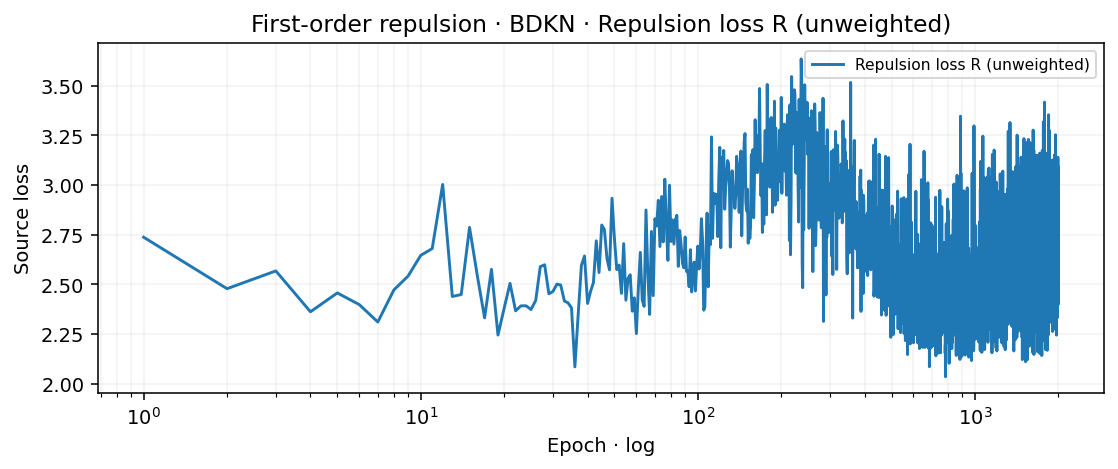 First-order repulsion · BDKN · Repulsion loss R (unweighted)
Repulsion loss R (unweighted)
Source loss
3.50
3.25
3.00
2.75
2.50
2.25
2.00
10⁰ 10¹ 10² 10³
Epoch · log